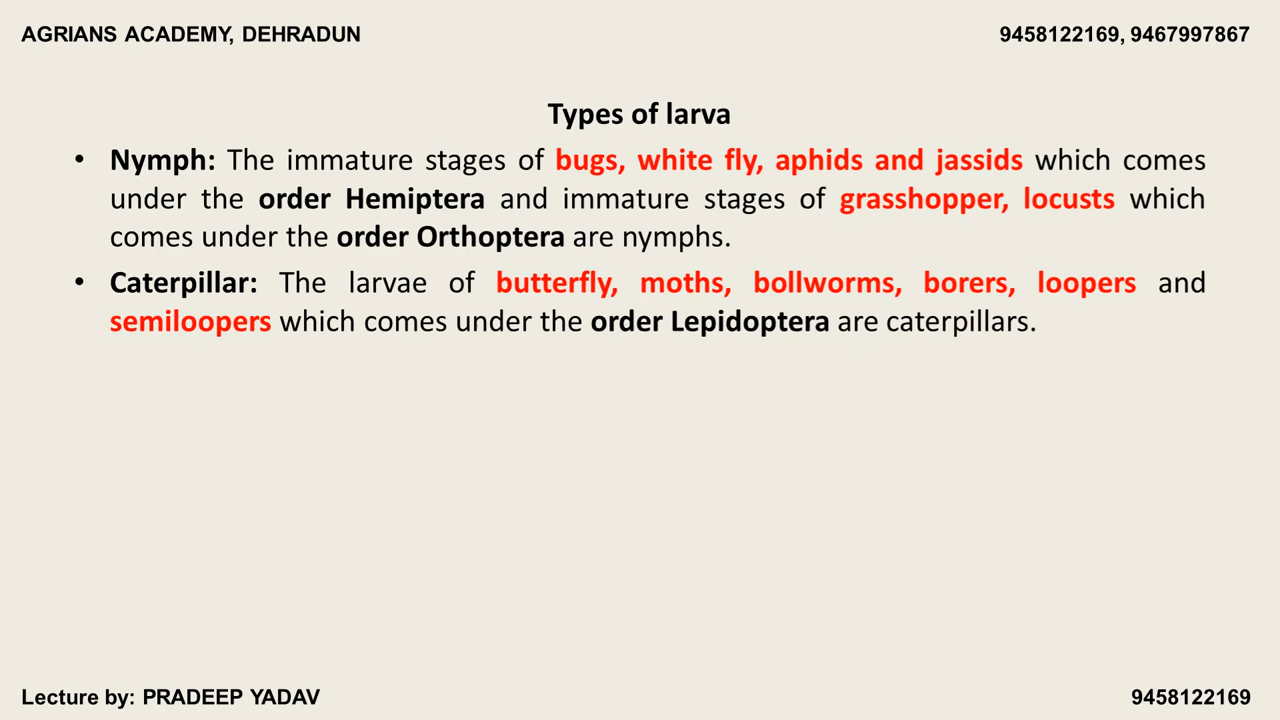 AGRIANS ACADEMY, DEHRADUN
9458122169, 9467997867
Types of larva
• Nymph: The immature stages of bugs, white fly, aphids and jassids which comes
under the order Hemiptera and immature stages of grasshopper, locusts which
comes under the order Orthoptera are nymphs.
• Caterpillar: The larvae of butterfly, moths, bollworms, borers, loopers and
semiloopers which comes under the order Lepidoptera are caterpillars.
Lecture by: PRADEEP YADAV
9458122169